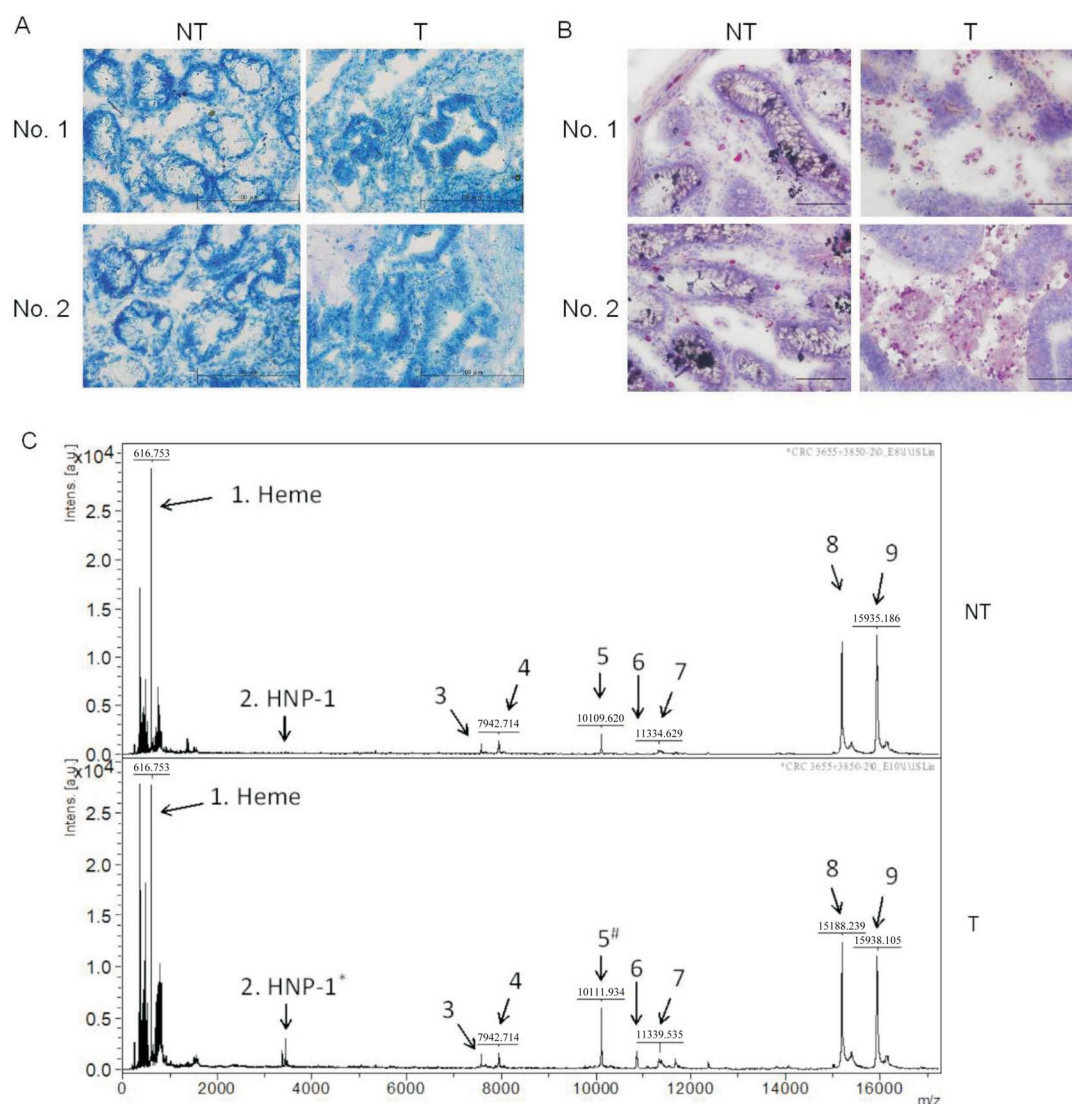 A NT T
No. 1
No. 2
100 µm
B NT T
No. 1
No. 2
C
Intens. [a.u.]
x10⁴
*CRC 3655+3850-2\0_E8\1\1SLin
616.753
1. Heme
2. HNP-1
3
4
7942.714
5
10109.620
6
7
11334.629
8
9
15935.186
NT
2.5
2.0
1.5
1.0
0.5
0.0
Intens. [a.u.]
x10⁴
*CRC 3655+3850-2\0_E10\1\1SLin
616.753
1. Heme
2. HNP-1*
3
4
7942.714
5#
10111.934
6
7
11339.535
8
15188.239
9
15938.105
T
2.5
2.0
1.5
1.0
0.5
0.0
0 2000 4000 6000 8000 10000 12000 14000 16000
m/z